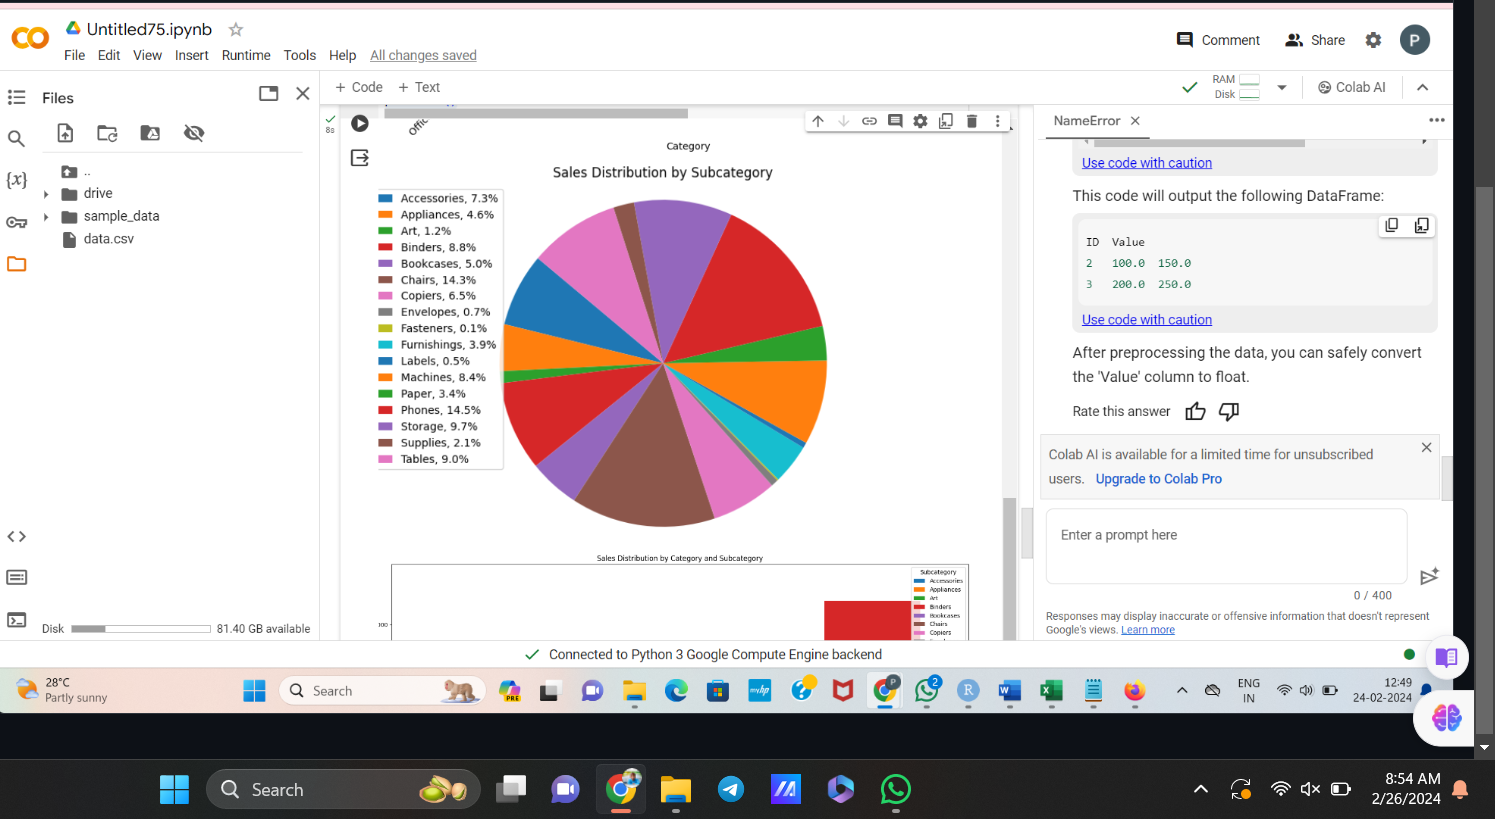 Untitled75.ipynb
File Edit View Insert Runtime Tools Help All changes saved
Comment Share P
Files
+ Code + Text
RAM
Disk
Colab AI
8s
..
drive
sample_data
data.csv
Category
Sales Distribution by Subcategory
Accessories, 7.3%
Appliances, 4.6%
Art, 1.2%
Binders, 8.8%
Bookcases, 5.0%
Chairs, 14.3%
Copiers, 6.5%
Envelopes, 0.7%
Fasteners, 0.1%
Furnishings, 3.9%
Labels, 0.5%
Machines, 8.4%
Paper, 3.4%
Phones, 14.5%
Storage, 9.7%
Supplies, 2.1%
Tables, 9.0%
Sales Distribution by Category and Subcategory
Subcategory
Accessories
Appliances
Art
Binders
Bookcases
Chairs
Copiers
NameError
Use code with caution
This code will output the following DataFrame:
ID Value
2 100.0 150.0
3 200.0 250.0
Use code with caution
After preprocessing the data, you can safely convert
the 'Value' column to float.
Rate this answer
Colab AI is available for a limited time for unsubscribed
users. Upgrade to Colab Pro
Enter a prompt here
0 / 400
Responses may display inaccurate or offensive information that doesn't represent
Google's views. Learn more
{x}
Disk 81.40 GB available
Connected to Python 3 Google Compute Engine backend
28°C
Partly sunny
Search
PRE
myhp
P
2
R
W
X
ENG
IN
12:49
24-02-2024
Search
8:54 AM
2/26/2024